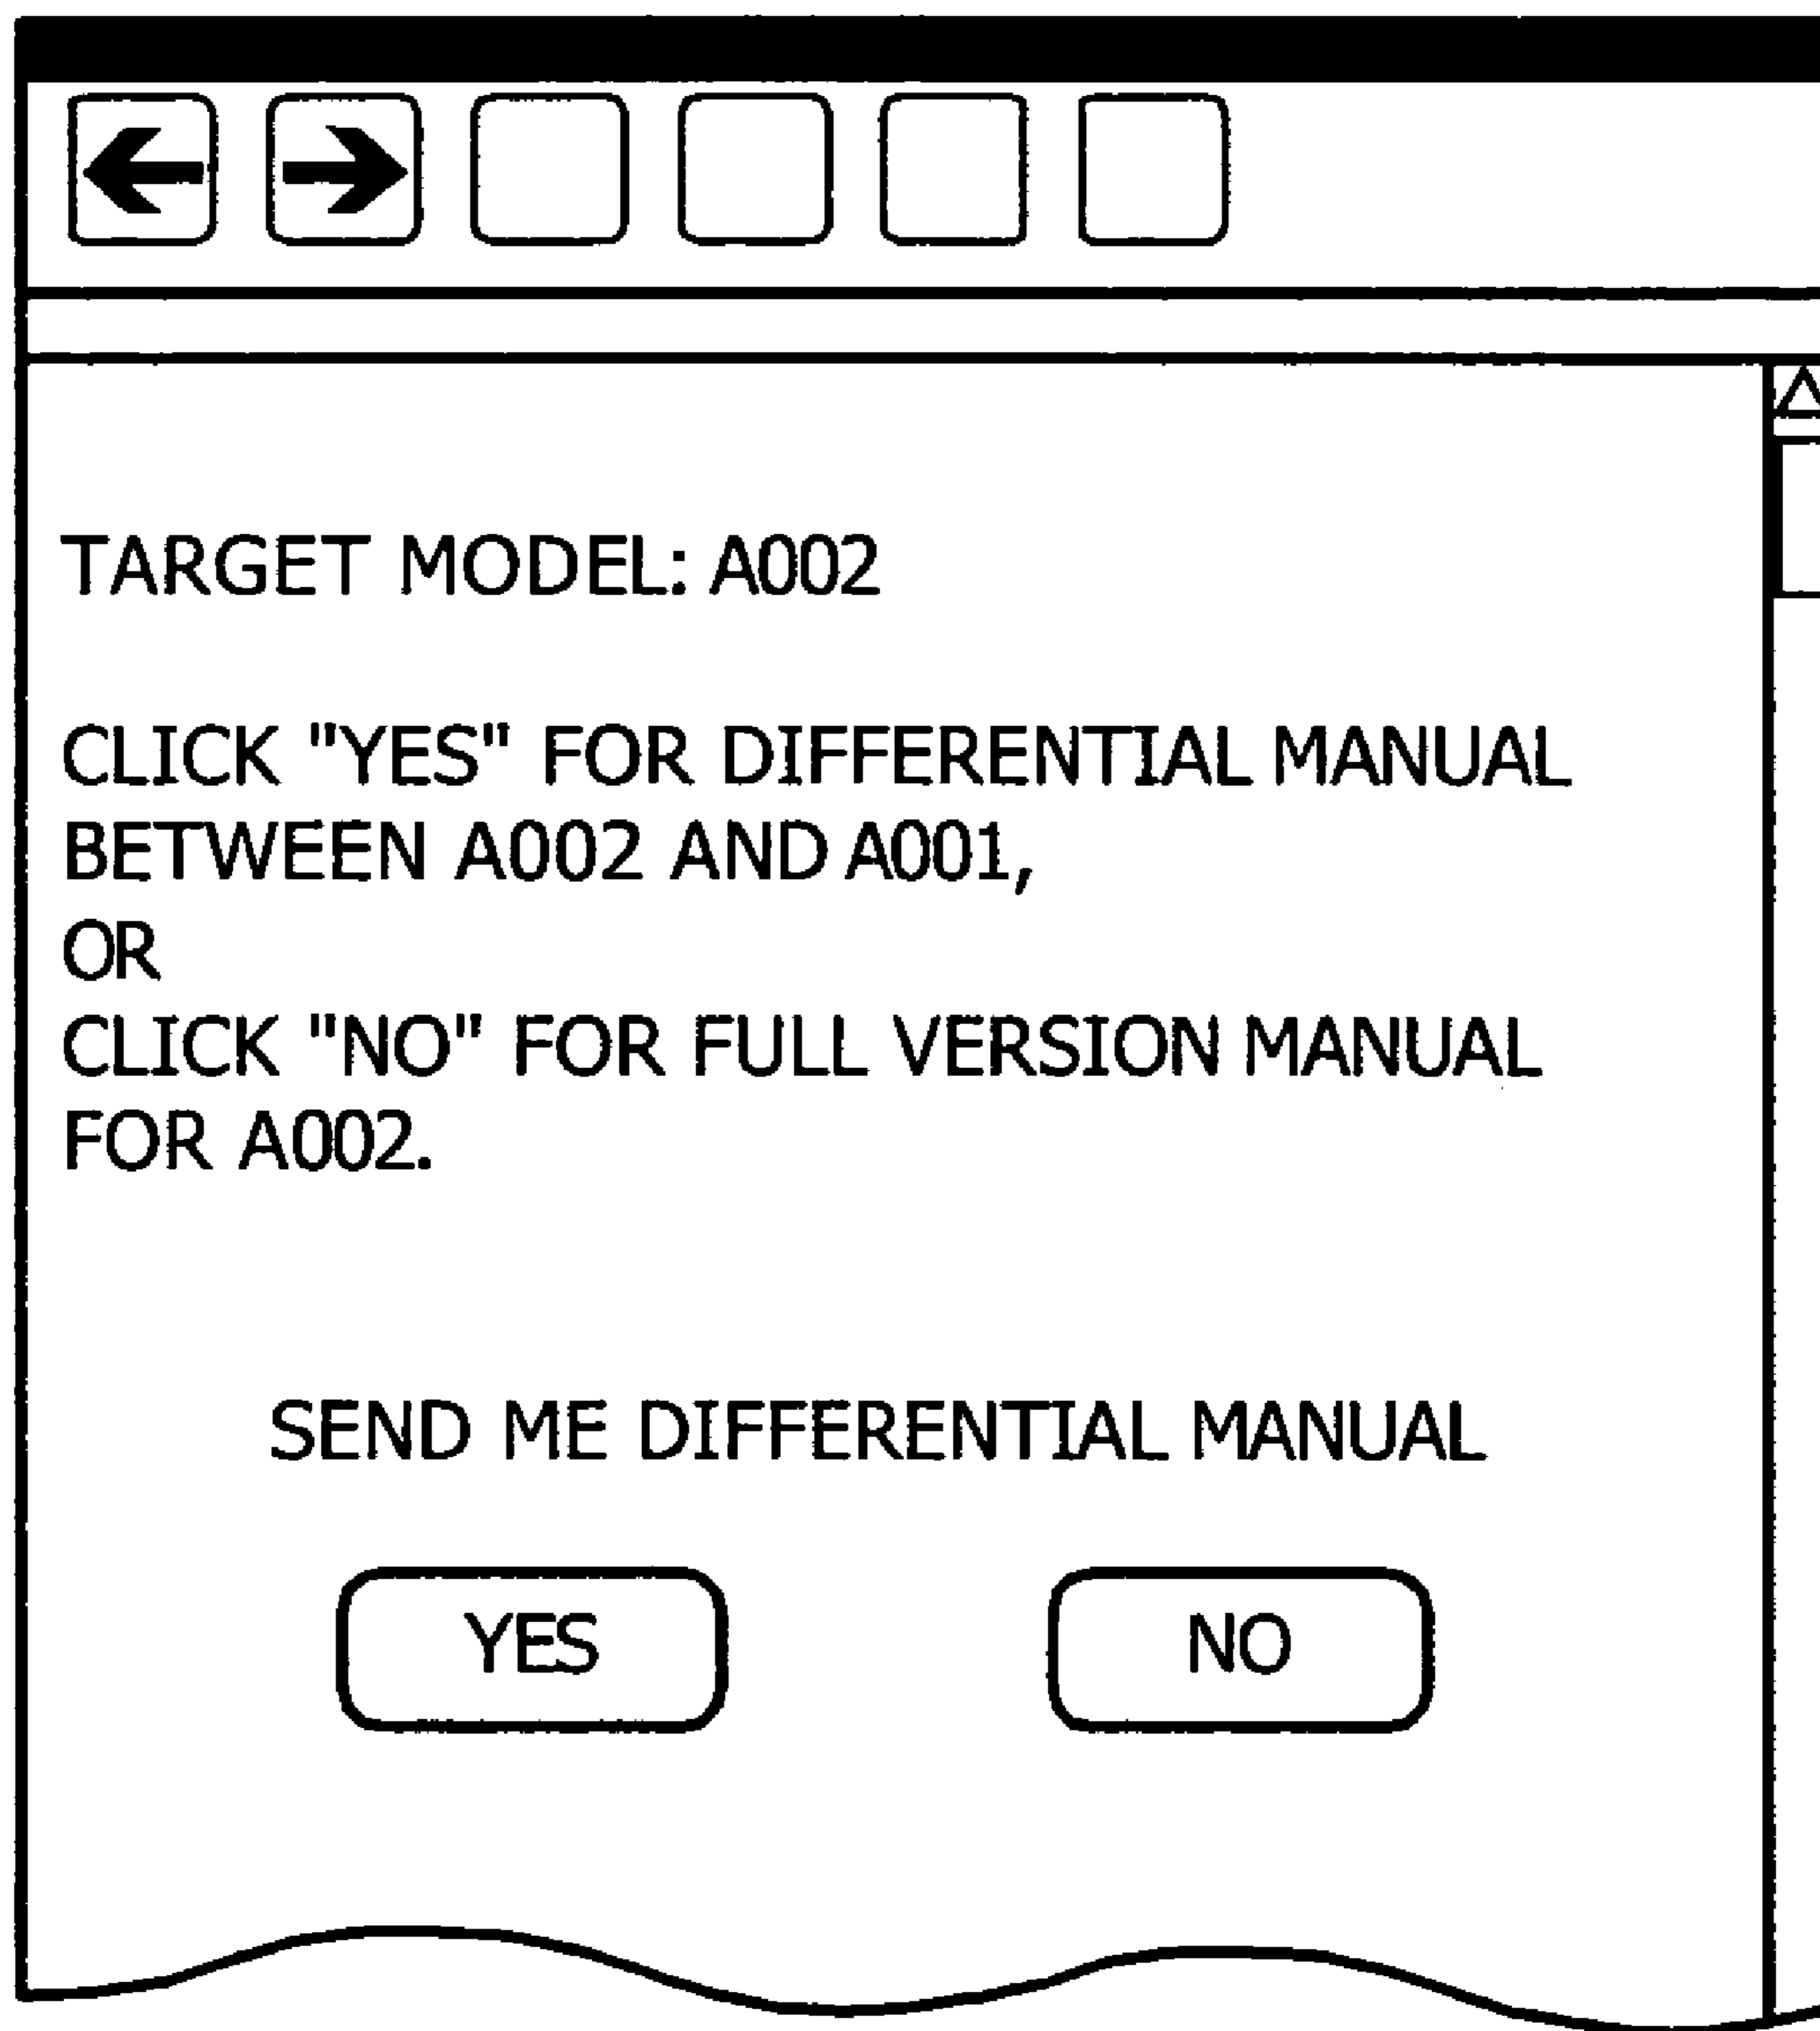 TARGET MODEL: A002
CLICK "YES" FOR DIFFERENTIAL MANUAL
BETWEEN A002 AND A001,
OR
CLICK "NO" FOR FULL VERSION MANUAL
FOR A002.
SEND ME DIFFERENTIAL MANUAL
YES NO